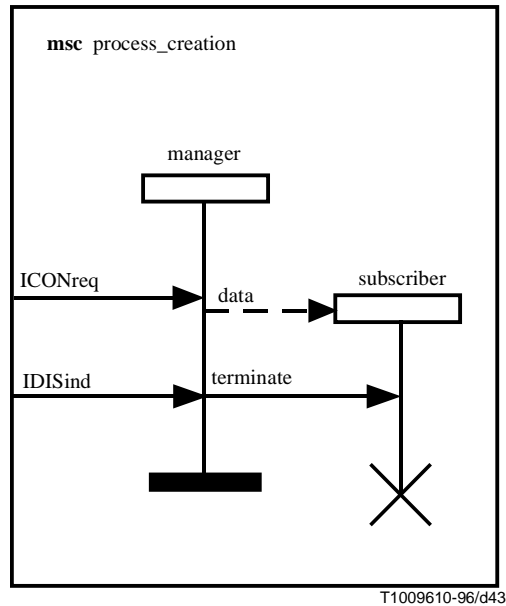 msc process_creation
manager
ICONreq
subscriber
data
IDISind
terminate
T1009610-96/d43